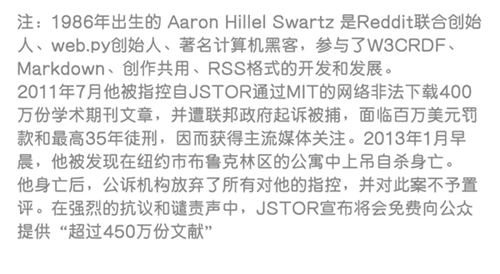 注：1986年出生的 Aaron Hillel Swartz 是Reddit联合创始
人、web.py创始人、著名计算机黑客，参与了W3CRDF、
Markdown、创作共用、RSS格式的开发和发展。
2011年7月他被指控自JSTOR通过MIT的网络非法下载400
万份学术期刊文章，并遭联邦政府起诉被捕，面临百万美元罚
款和最高35年徒刑，因而获得主流媒体关注。2013年1月早
晨，他被发现在纽约市布鲁克林区的公寓中上吊自杀身亡。
他身亡后，公诉机构放弃了所有对他的指控，并对此案不予置
评。在强烈的抗议和谴责声中，JSTOR宣布将会免费向公众
提供“超过450万份文献”